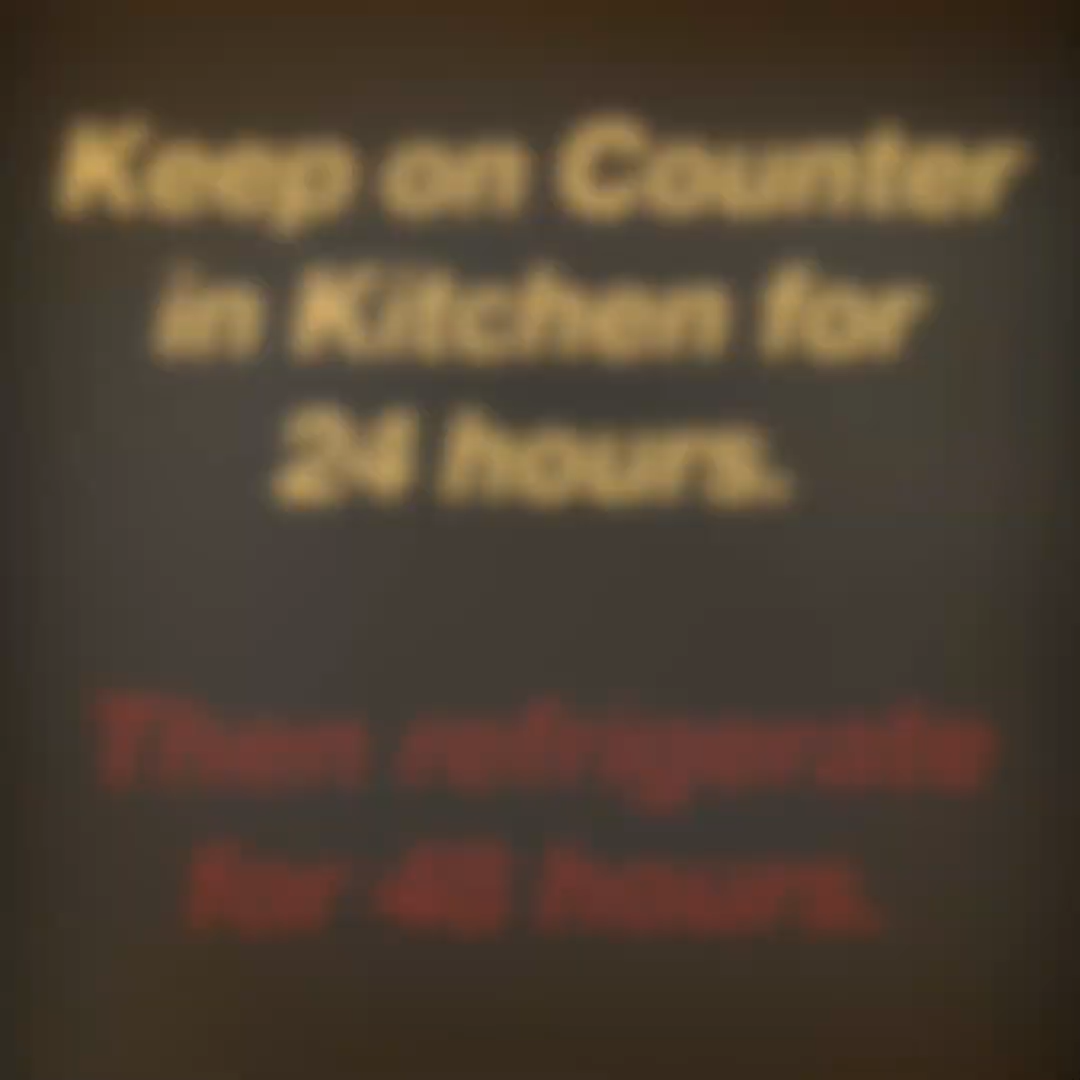 Keep on Counter
in Kitchen for
24 hours.
Then refrigerate
for 48 hours.